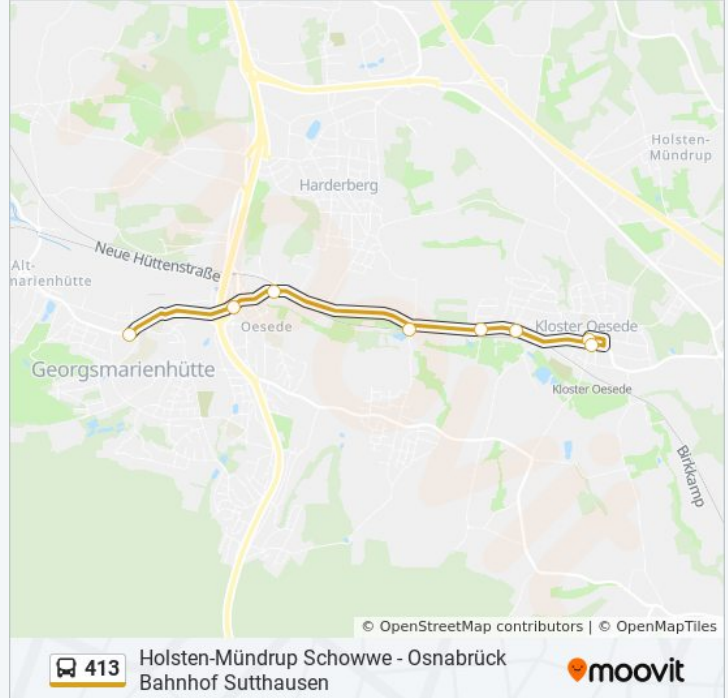 Holsten-
Mündrup
Harderberg
Neue Hüttenstraße
Alt-
marienhütte
Oesede
Kloster Oesede
Georgsmarienhütte
Kloster Oesede
Birkkamp
© OpenStreetMap contributors | © OpenMapTiles
413
Holsten-Mündrup Schowwe - Osnabrück
Bahnhof Sutthausen
moovit